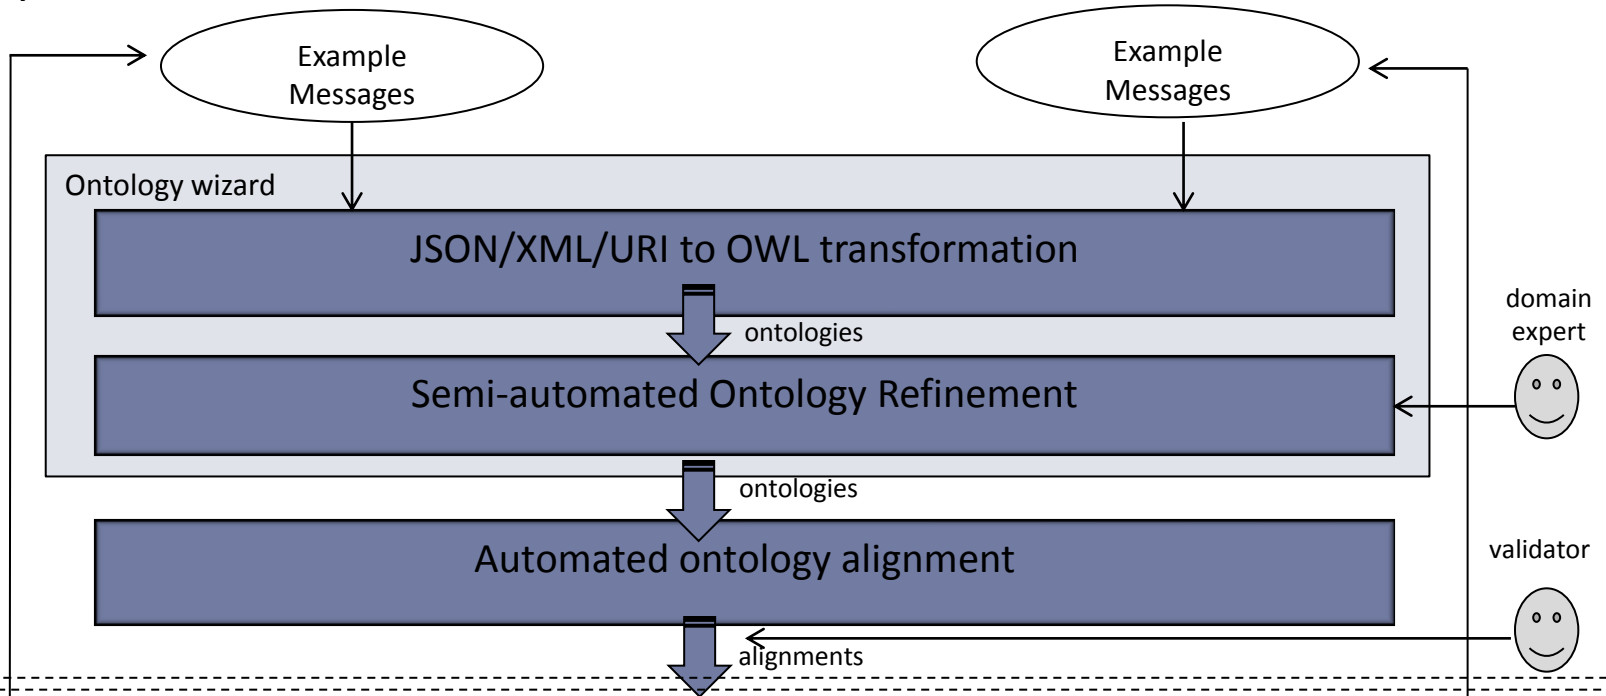 Example
Messages
Example
Messages
Ontology wizard
JSON/XML/URI to OWL transformation
ontologies
domain
expert
Semi-automated Ontology Refinement
ontologies
Automated ontology alignment
validator
alignments